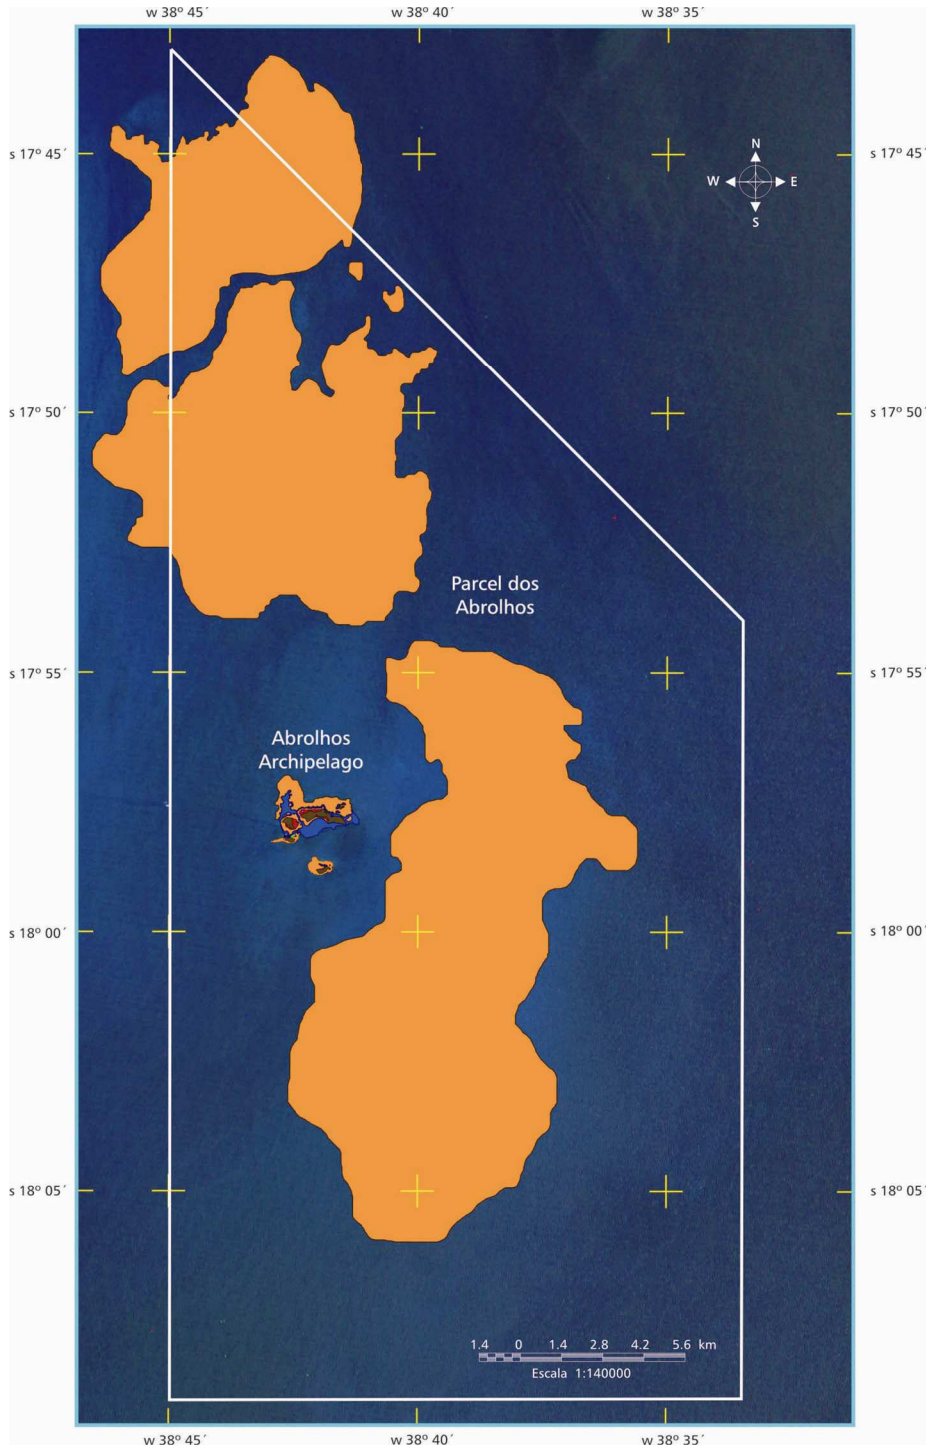 w 38º 45´ w 38º 40´ w 38º 35´
s 17º 45´ s 17º 45´
N
W E
S
s 17º 50´ s 17º 50´
Parcel dos
Abrolhos
s 17º 55´ s 17º 55´
Abrolhos
Archipelago
s 18º 00´ s 18º 00´
s 18º 05´ s 18º 05´
1.4 0 1.4 2.8 4.2 5.6 km
Escala 1:140000
w 38º 45´ w 38º 40´ w 38º 35´